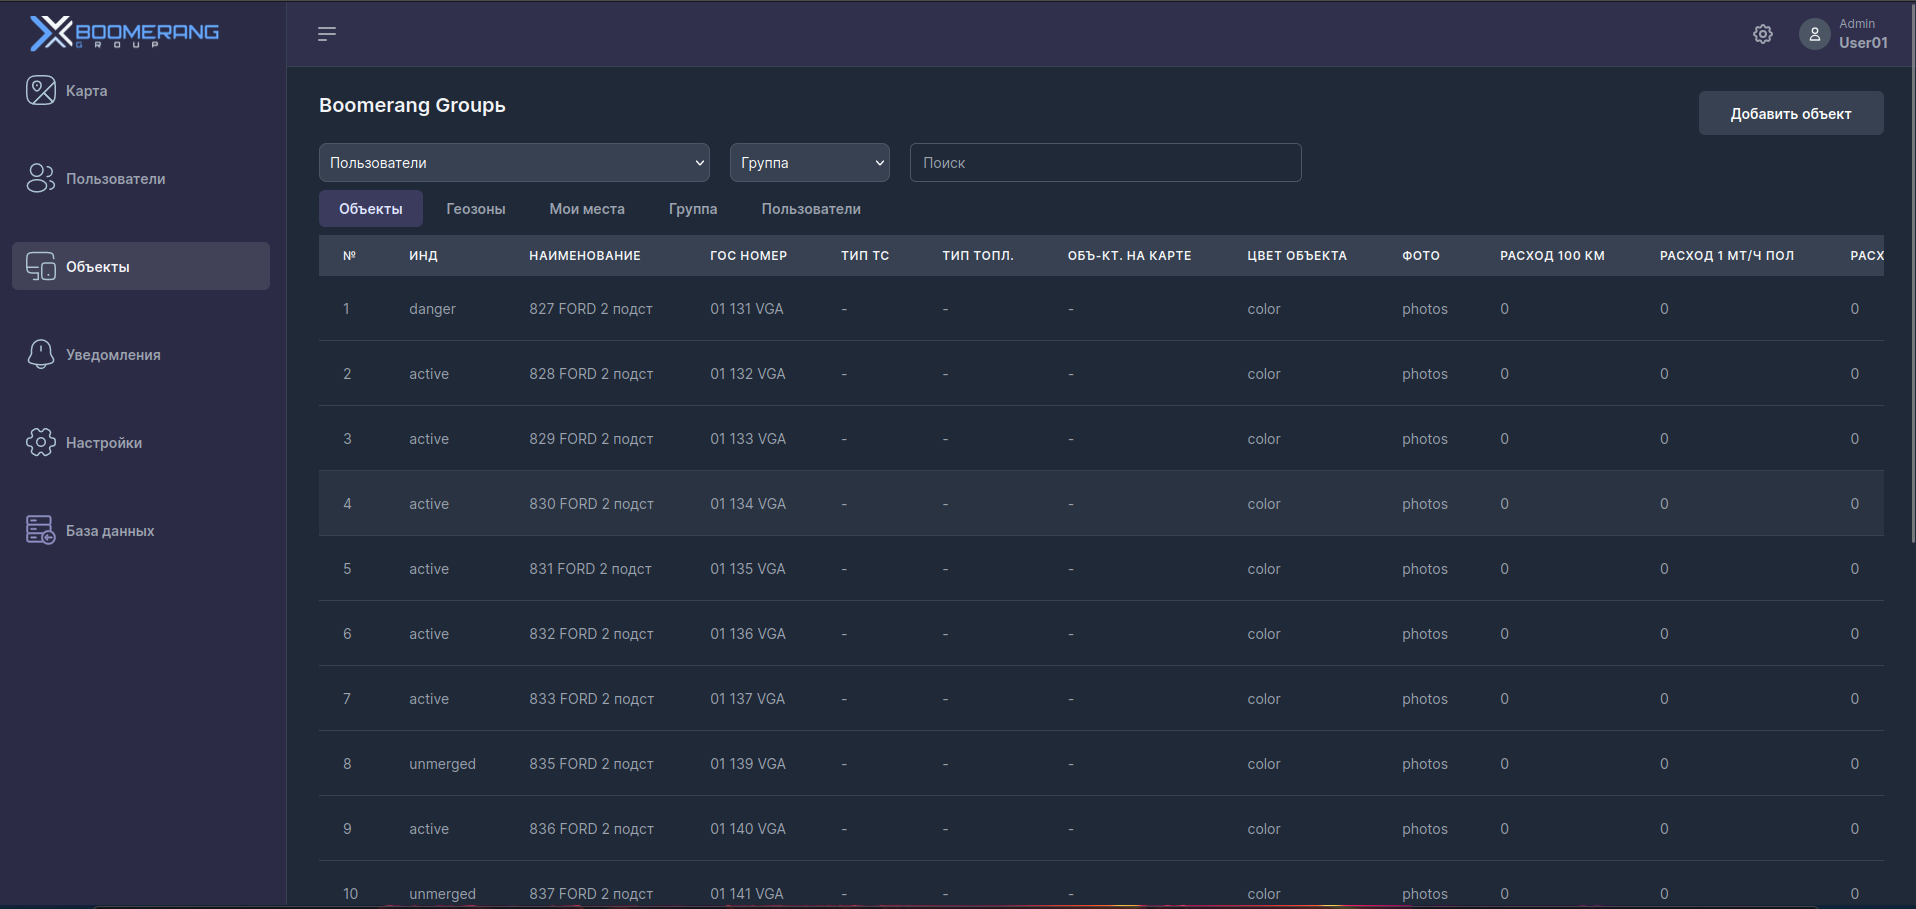 BOOMERANG
GROUP
Карта
Пользователи
Объекты
Уведомления
Настройки
База данных
Admin
User01
Boomerang Groupь
Добавить объект
Пользователи Группа Поиск
Объекты Геозоны Мои места Группа Пользователи
№ ИНД НАИМЕНОВАНИЕ ГОС НОМЕР ТИП ТС ТИП ТОПЛ. ОБЪ-КТ. НА КАРТЕ ЦВЕТ ОБЪЕКТА ФОТО РАСХОД 100 КМ РАСХОД 1 МТ/Ч ПОЛ РАСХ
1 danger 827 FORD 2 подст 01 131 VGA - - - color photos 0 0 0
2 active 828 FORD 2 подст 01 132 VGA - - - color photos 0 0 0
3 active 829 FORD 2 подст 01 133 VGA - - - color photos 0 0 0
4 active 830 FORD 2 подст 01 134 VGA - - - color photos 0 0 0
5 active 831 FORD 2 подст 01 135 VGA - - - color photos 0 0 0
6 active 832 FORD 2 подст 01 136 VGA - - - color photos 0 0 0
7 active 833 FORD 2 подст 01 137 VGA - - - color photos 0 0 0
8 unmerged 835 FORD 2 подст 01 139 VGA - - - color photos 0 0 0
9 active 836 FORD 2 подст 01 140 VGA - - - color photos 0 0 0
10 unmerged 837 FORD 2 подст 01 141 VGA - - - color photos 0 0 0